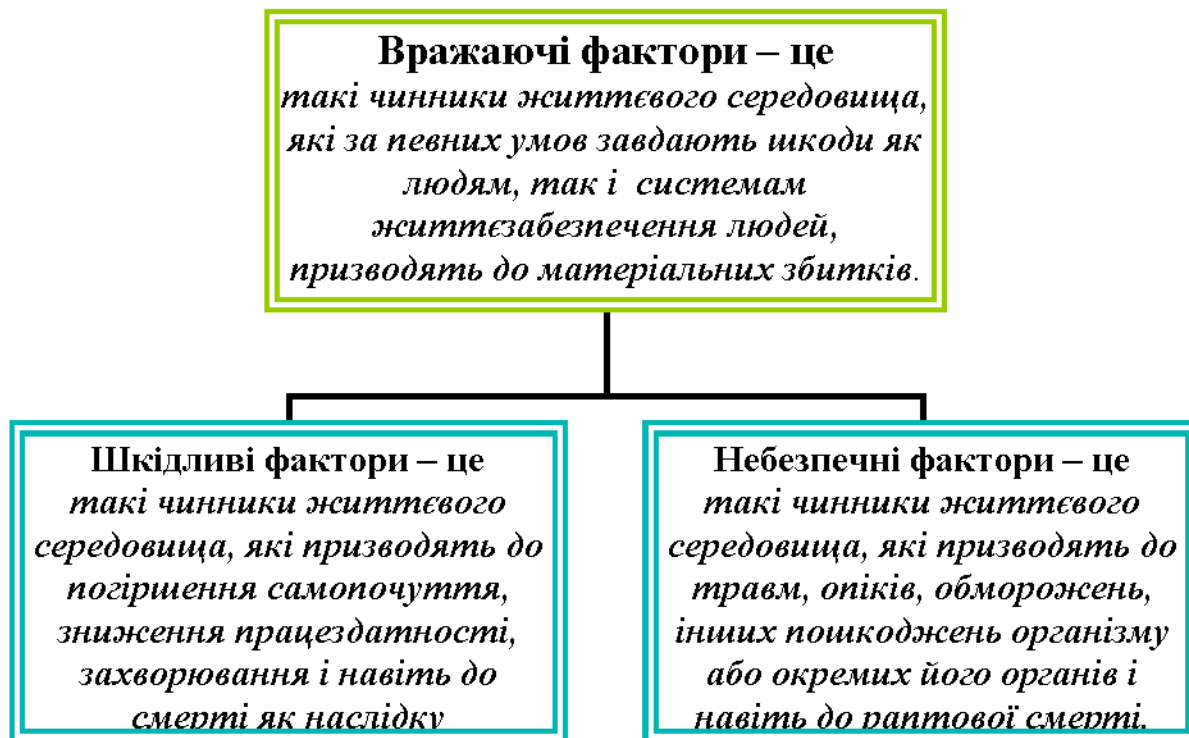 Вражаючі фактори – це
такі чинники життєвого середовища,
які за певних умов завдають шкоди як
людям, так і системам
життєзабезпечення людей,
призводять до матеріальних збитків.
Шкідливі фактори – це
такі чинники життєвого
середовища, які призводять до
погіршення самопочуття,
зниження працездатності,
захворювання і навіть до
смерті як наслідку
Небезпечні фактори – це
такі чинники життєвого
середовища, які призводять до
травм, опіків, обморожень,
інших пошкоджень організму
або окремих його органів і
навіть до раптової смерті.